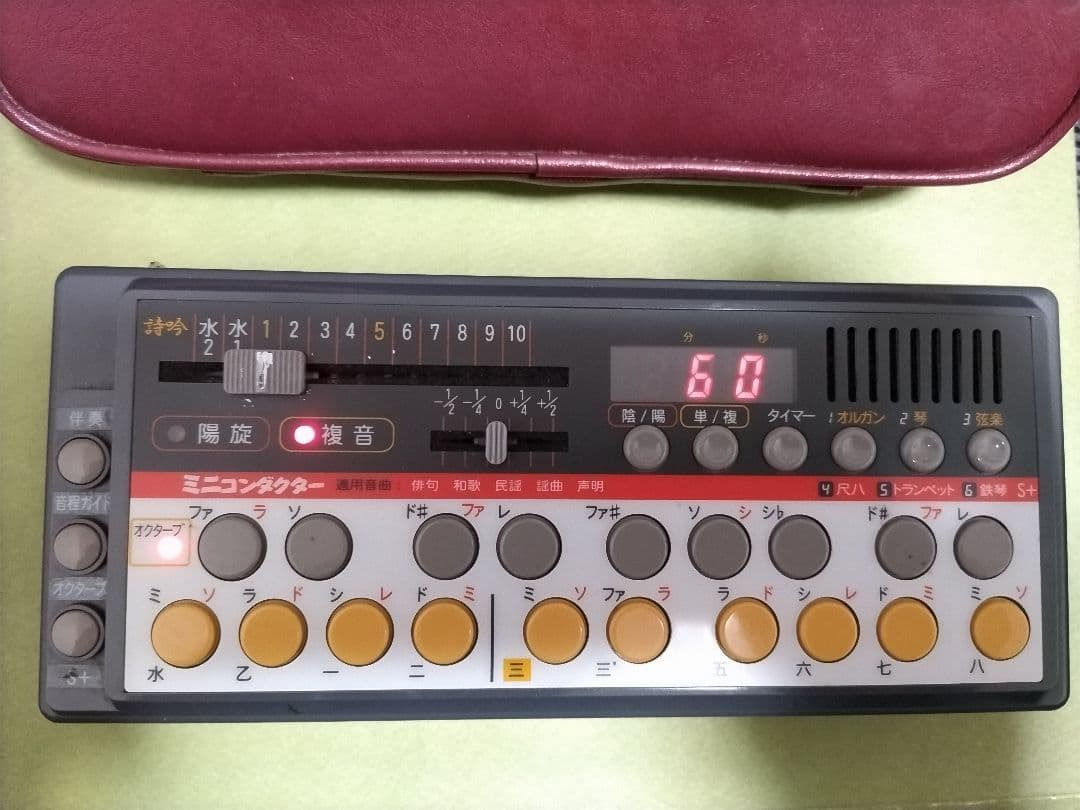 詩吟 水2 水1 1 2 3 4 5 6 7 8 9 10
分 秒
60
-1/2 -1/4 0 +1/4 +1/2
陽旋 複音
陰/陽 単/複 タイマー 1オルガン 2琴 3弦楽
伴奏
音程ガイド
オクターブ
S+
ミニコンダクター 適用音曲: 俳句 和歌 民謡 謡曲 声明
4尺八 5トランペット 6鉄琴 S+
オクターブ
ファ ラ ソ ド# ファ レ ファ# ソ シ シ♭ ド# ファ レ
ミ ソ ラ ド シ レ ド ミ ミ ソ ファ ラ ラ ド シ レ ド ミ ミ ソ
水 乙 一 二 三 三' 五 六 七 八